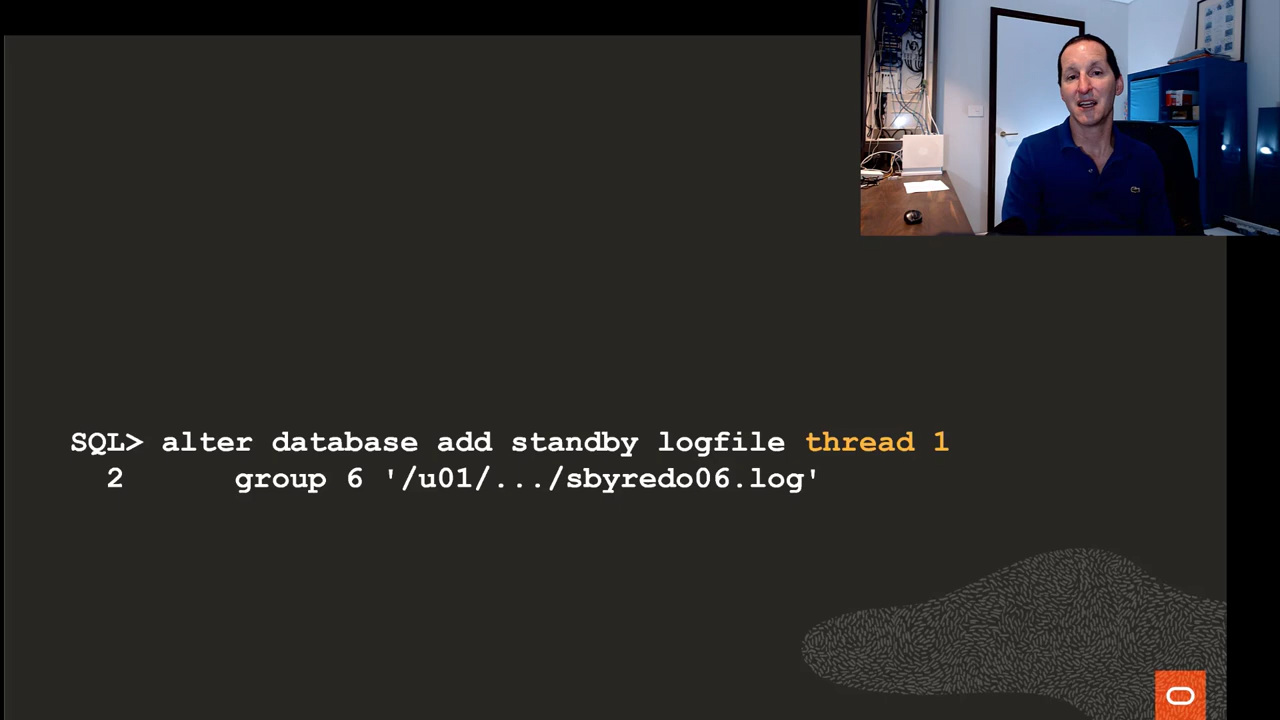 SQL> alter database add standby logfile thread 1
2 group 6 '/u01/.../sbyredo06.log'